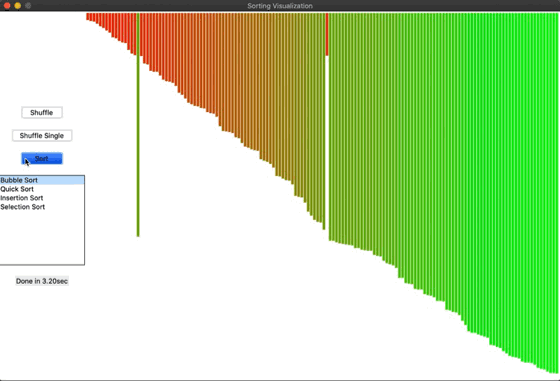 Sorting Visualization
Shuffle
Shuffle Single
Sort
Bubble Sort
Quick Sort
Insertion Sort
Selection Sort
Done in 3.20sec